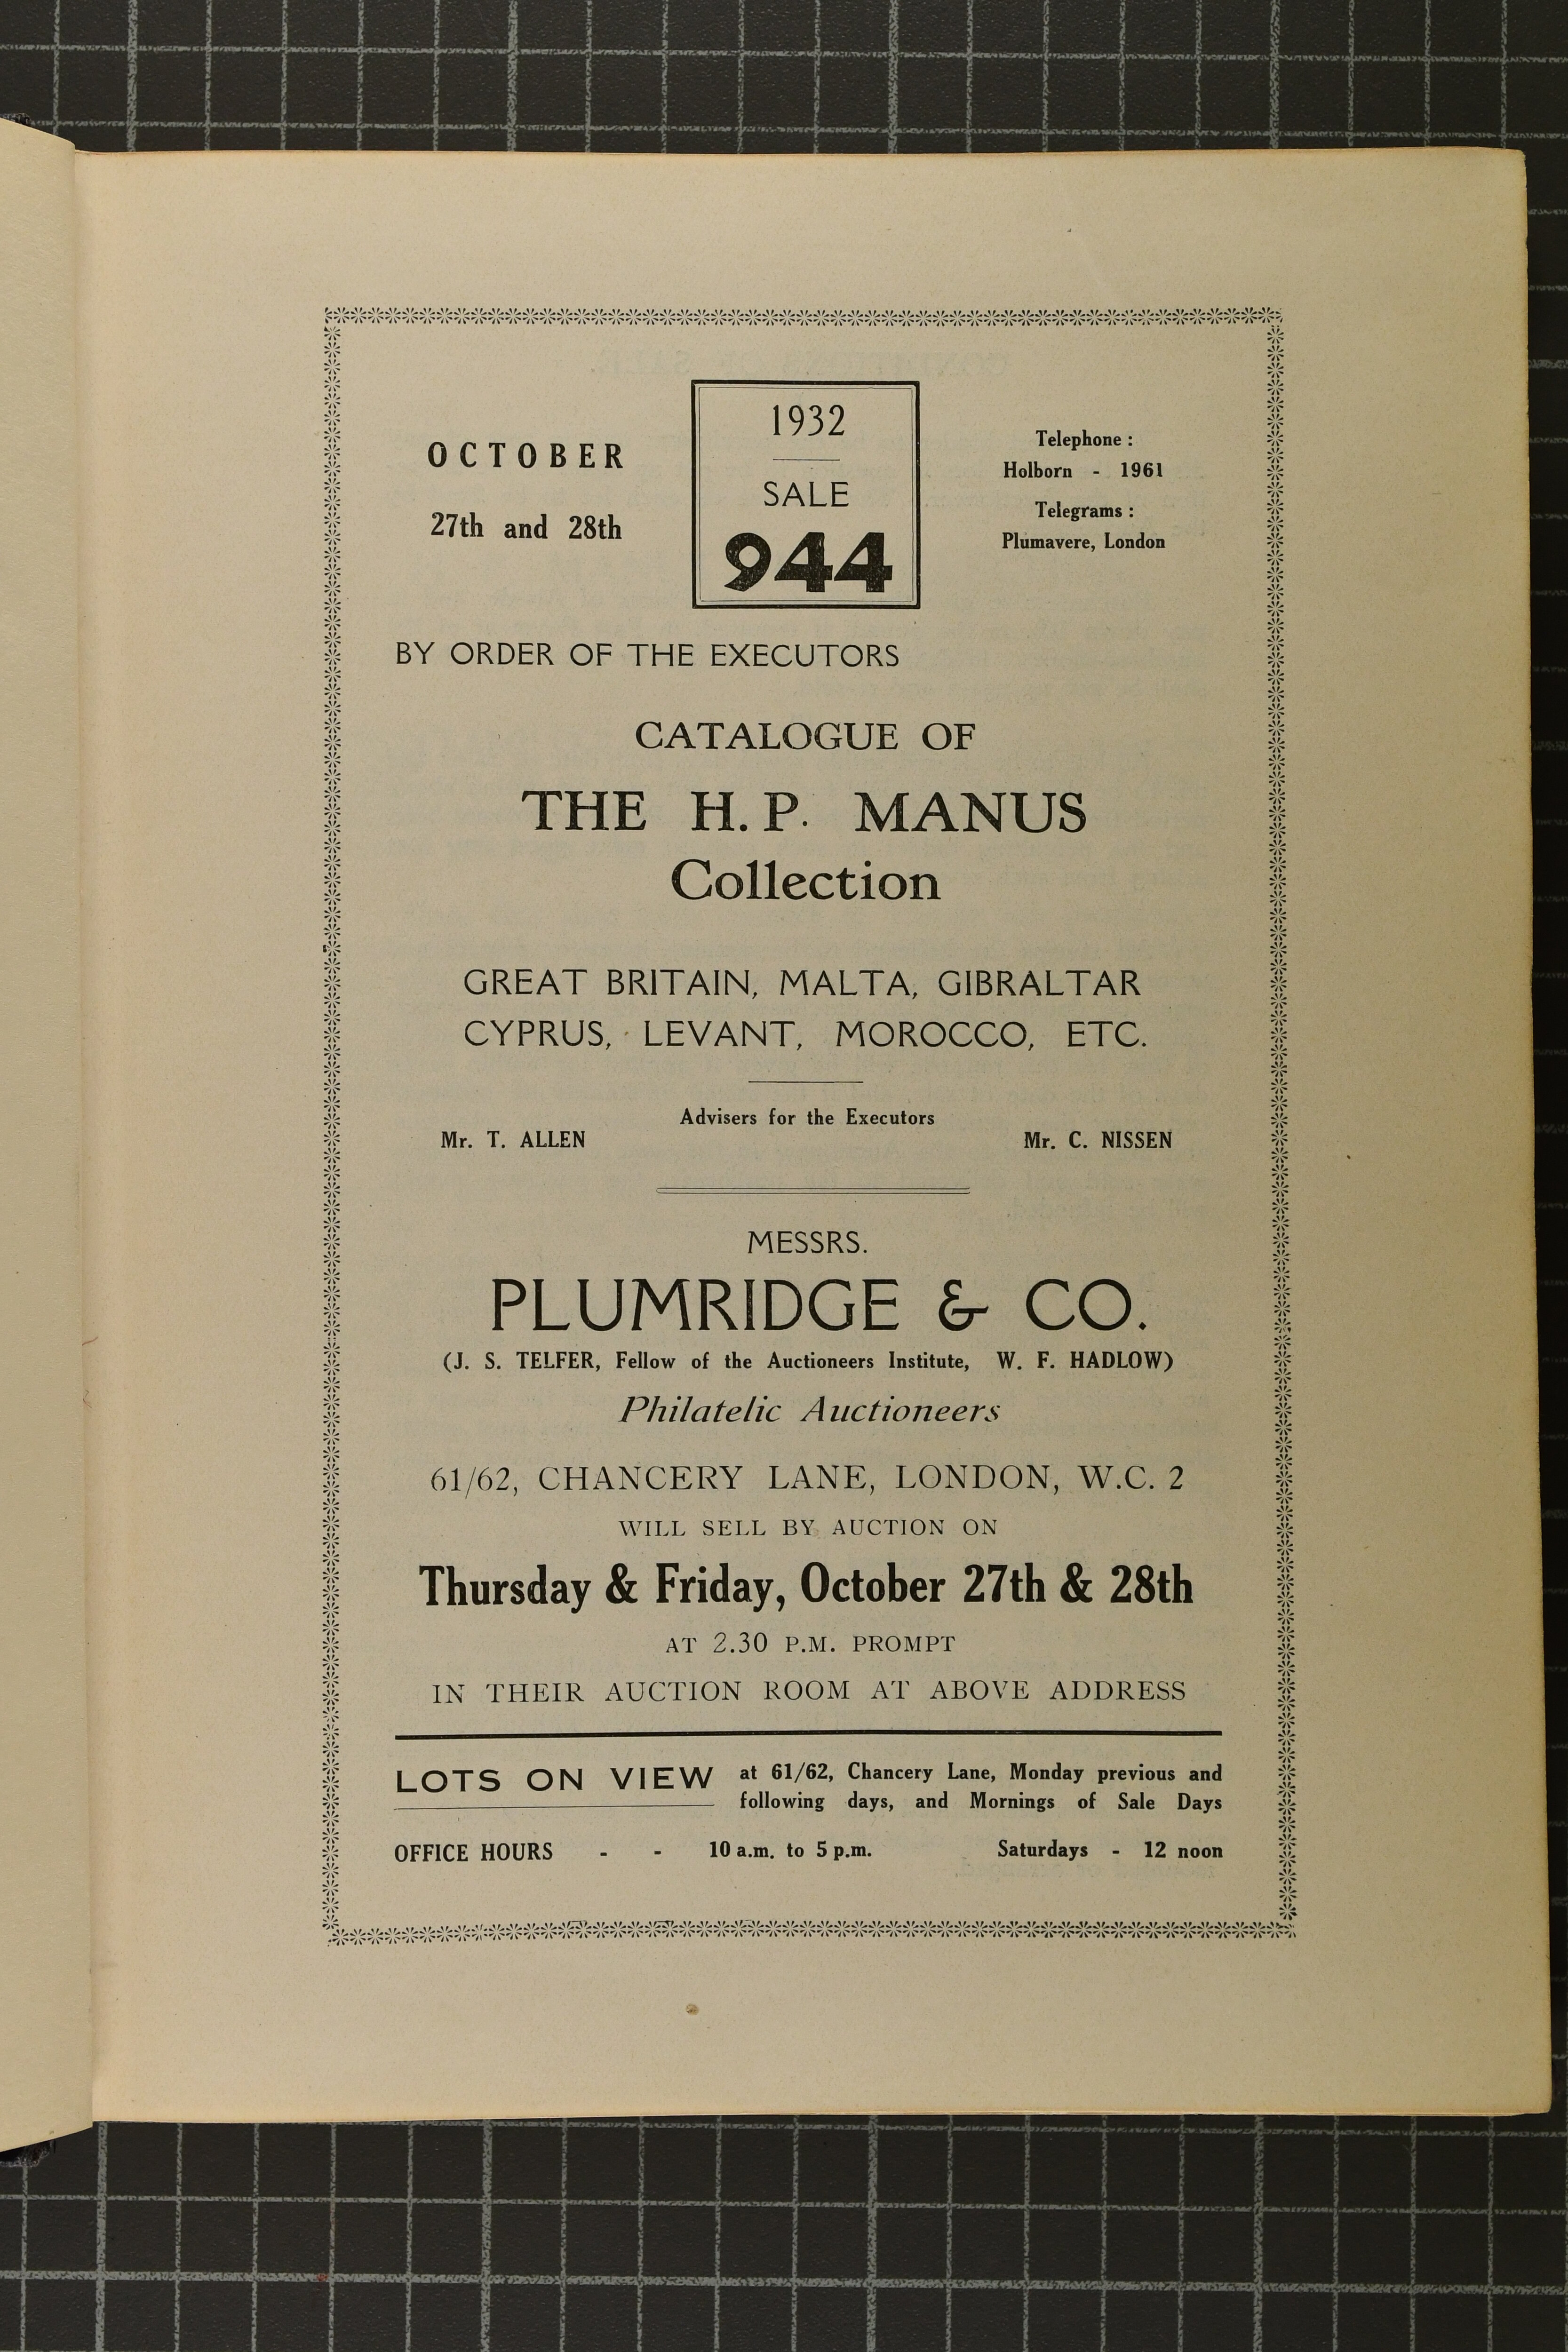 OCTOBER
27th and 28th
1932
SALE
944
Telephone :
Holborn - 1961
Telegrams :
Plumavere, London
BY ORDER OF THE EXECUTORS
CATALOGUE OF
THE H. P. MANUS
Collection
GREAT BRITAIN, MALTA, GIBRALTAR
CYPRUS, LEVANT, MOROCCO, ETC.
Advisers for the Executors
Mr. T. ALLEN Mr. C. NISSEN
MESSRS.
PLUMRIDGE & CO.
(J. S. TELFER, Fellow of the Auctioneers Institute, W. F. HADLOW)
Philatelic Auctioneers
61/62, CHANCERY LANE, LONDON, W.C. 2
WILL SELL BY AUCTION ON
Thursday & Friday, October 27th & 28th
AT 2.30 P.M. PROMPT
IN THEIR AUCTION ROOM AT ABOVE ADDRESS
LOTS ON VIEW at 61/62, Chancery Lane, Monday previous and
following days, and Mornings of Sale Days
OFFICE HOURS - - 10 a.m. to 5 p.m. Saturdays - 12 noon